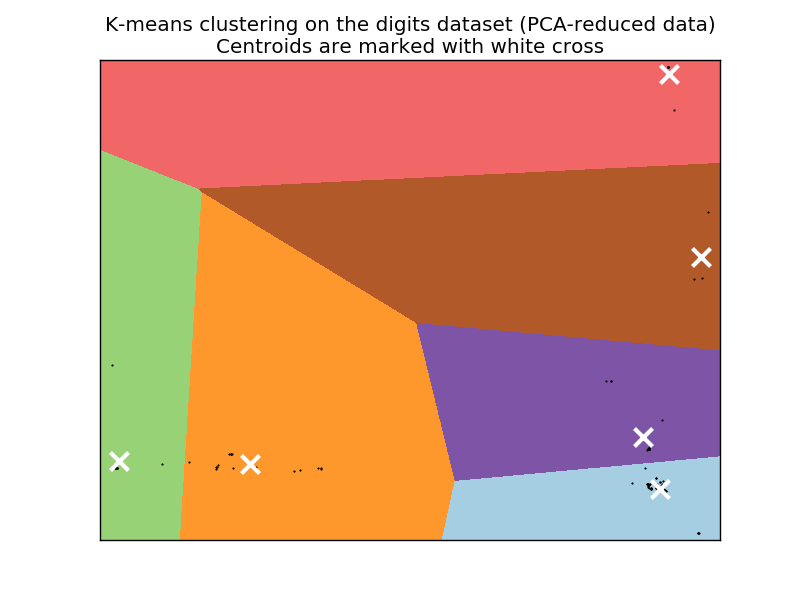 K-means clustering on the digits dataset (PCA-reduced data)
Centroids are marked with white cross